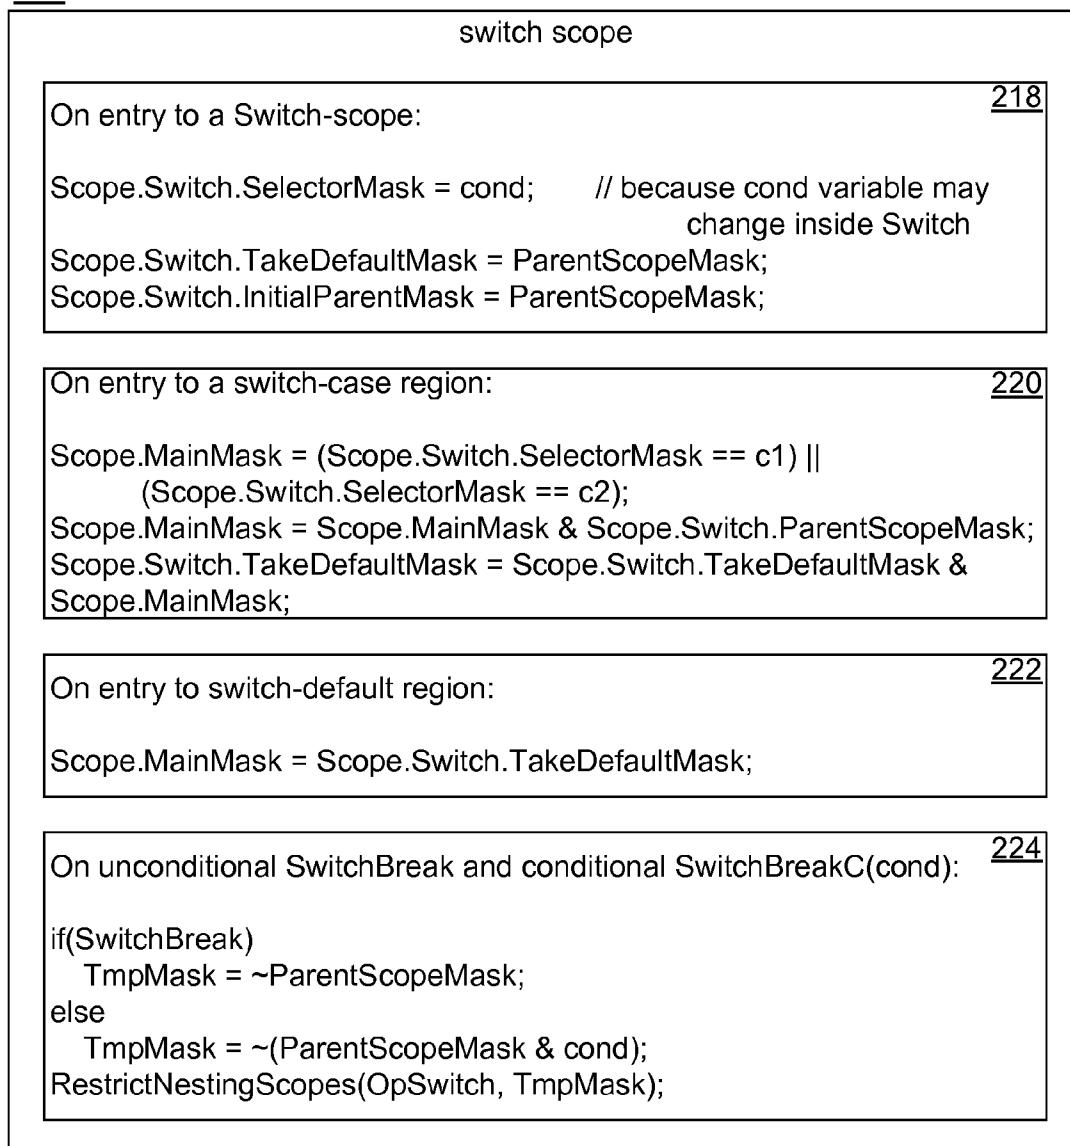 switch scope
218
On entry to a Switch-scope:
Scope.Switch.SelectorMask = cond; // because cond variable may
change inside Switch
Scope.Switch.TakeDefaultMask = ParentScopeMask;
Scope.Switch.InitialParentMask = ParentScopeMask;
On entry to a switch-case region:
220
Scope.MainMask = (Scope.Switch.SelectorMask == c1) ||
(Scope.Switch.SelectorMask == c2);
Scope.MainMask = Scope.MainMask & Scope.Switch.ParentScopeMask;
Scope.Switch.TakeDefaultMask = Scope.Switch.TakeDefaultMask &
Scope.MainMask;
222
On entry to switch-default region:
Scope.MainMask = Scope.Switch.TakeDefaultMask;
224
On unconditional SwitchBreak and conditional SwitchBreakC(cond):
if(SwitchBreak)
TmpMask = ~ParentScopeMask;
else
TmpMask = ~(ParentScopeMask & cond);
RestrictNestingScopes(OpSwitch, TmpMask);